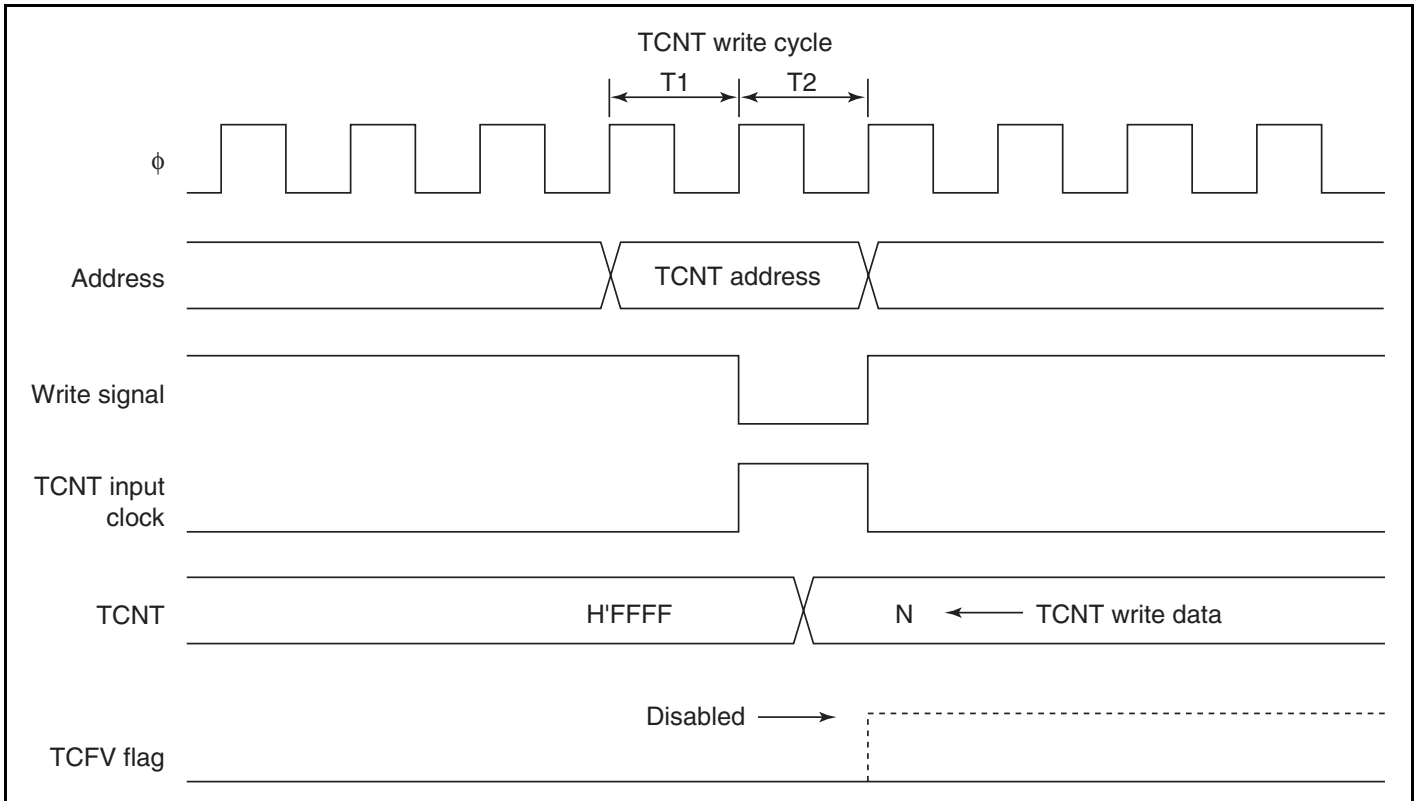 TCNT write cycle
T1 T2
ϕ
Address TCNT address
Write signal
TCNT input
clock
TCNT H'FFFF N TCNT write data
Disabled
TCFV flag